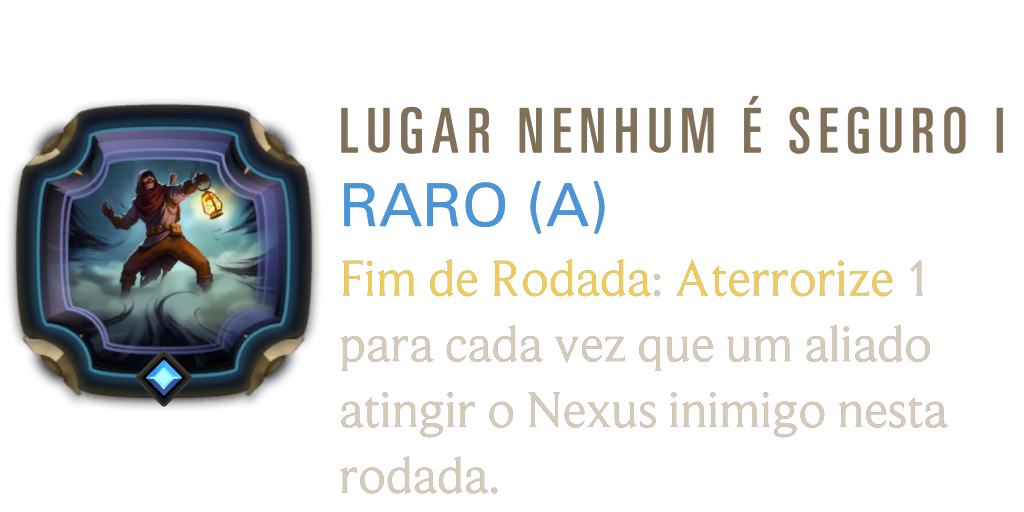 LUGAR NENHUM É SEGURO I
RARO (A)
Fim de Rodada: Aterrorize 1
para cada vez que um aliado
atingir o Nexus inimigo nesta
rodada.